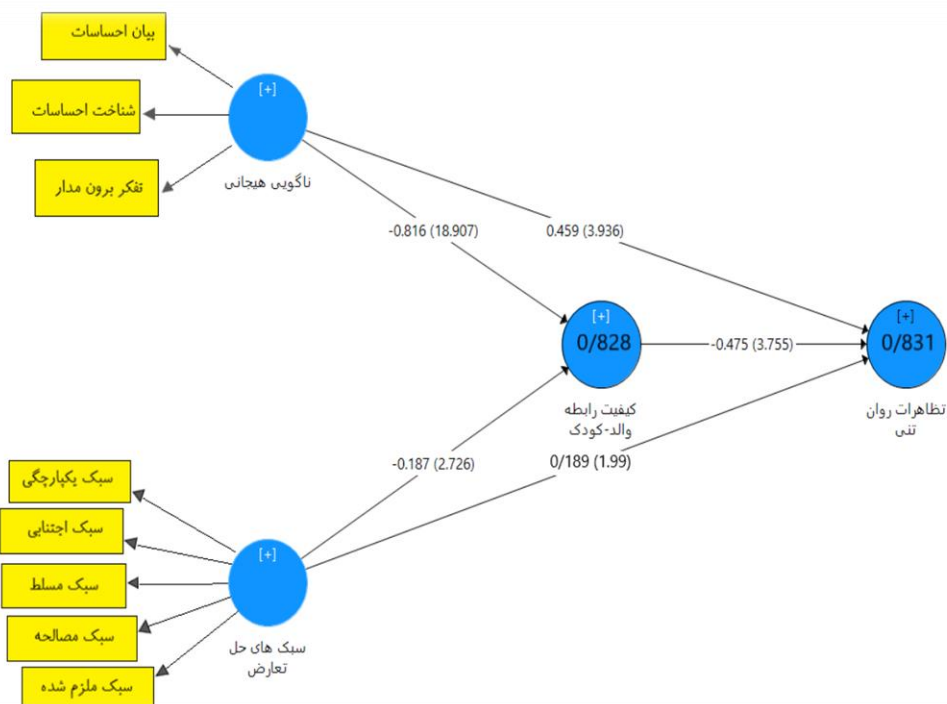 بیان احساسات
شناخت احساسات
تفکر برون مدار
[+]
ناگویی هیجانی
-0.816 (18.907)
0.459 (3.936)
[+]
0/828
کیفیت رابطه
والد-کودک
-0.475 (3.755)
[+]
0/831
تظاهرات روان
تنی
-0.187 (2.726)
0/189 (1.99)
سبک یکپارچگی
سبک اجتنابی
سبک مسلط
سبک مصالحه
سبک ملزم شده
[+]
سبک های حل
تعارض